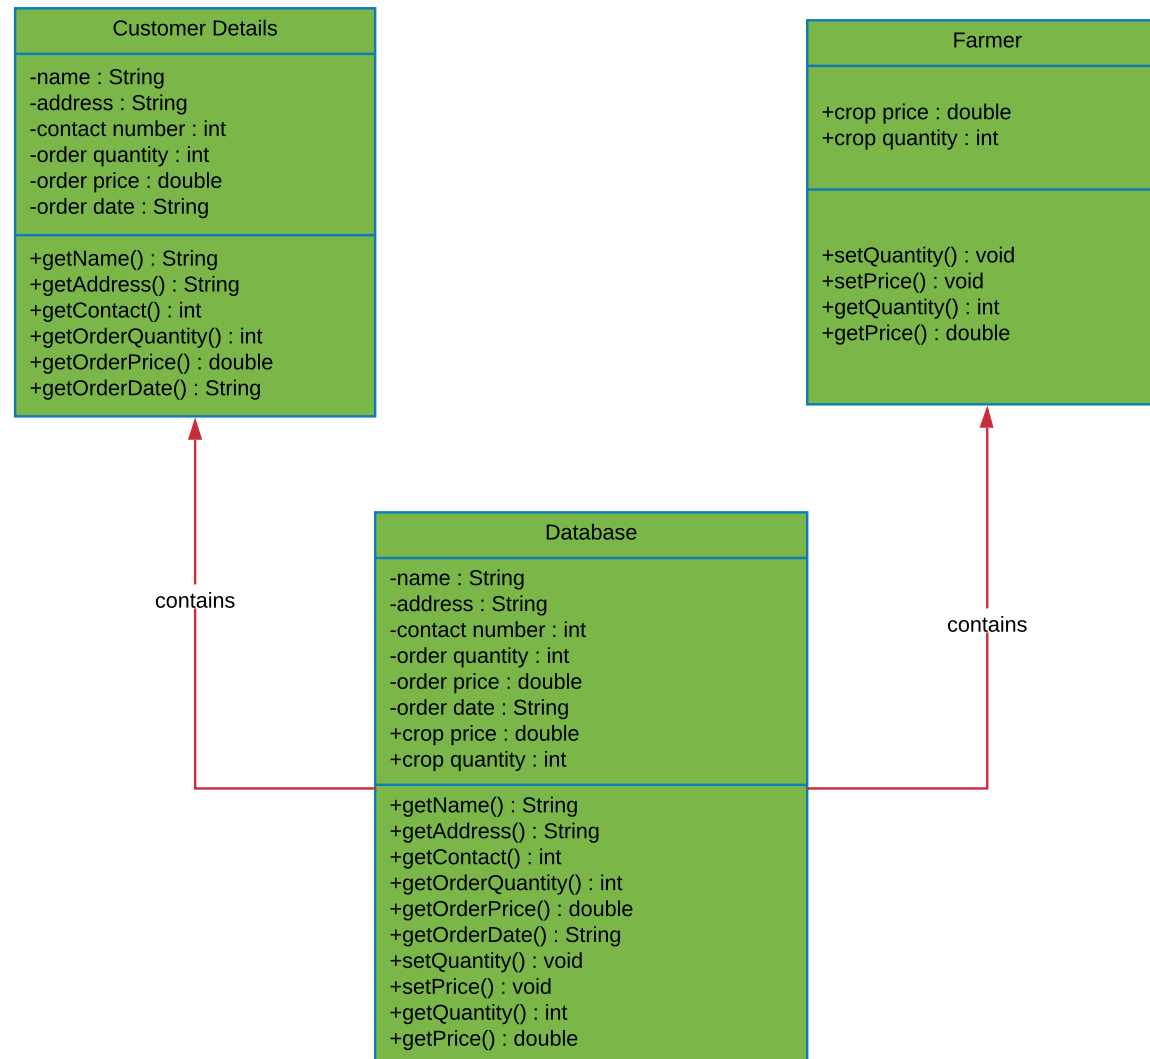 Customer Details
-name : String
-address : String
-contact number : int
-order quantity : int
-order price : double
-order date : String
+getName() : String
+getAddress() : String
+getContact() : int
+getOrderQuantity() : int
+getOrderPrice() : double
+getOrderDate() : String
Farmer
+crop price : double
+crop quantity : int
+setQuantity() : void
+setPrice() : void
+getQuantity() : int
+getPrice() : double
contains
contains
Database
-name : String
-address : String
-contact number : int
-order quantity : int
-order price : double
-order date : String
+crop price : double
+crop quantity : int
+getName() : String
+getAddress() : String
+getContact() : int
+getOrderQuantity() : int
+getOrderPrice() : double
+getOrderDate() : String
+setQuantity() : void
+setPrice() : void
+getQuantity() : int
+getPrice() : double